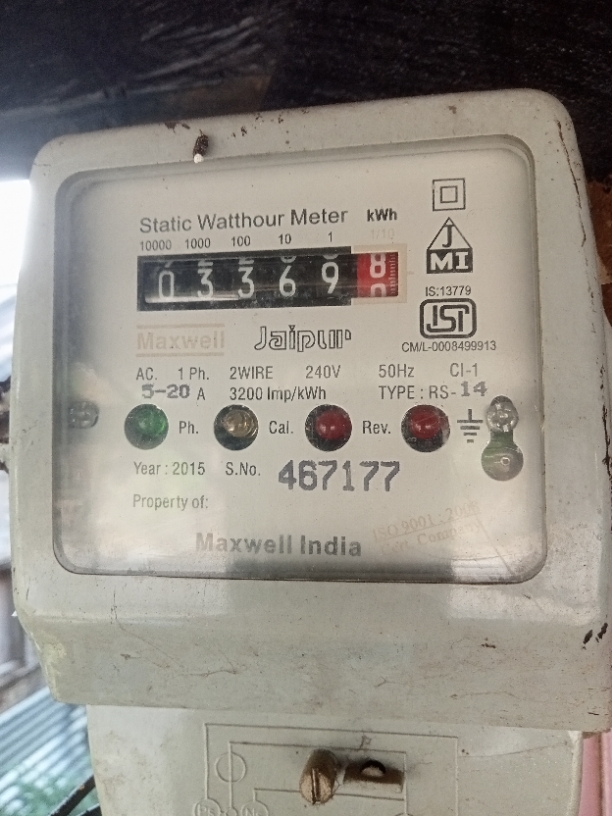 Static Watthour Meter kWh
10000 1000 100 10 1 1/10
0 3 3 6 9 8
J
MI
IS:13779
ISI
CM/L-0008499913
Maxwell Jaipur
AC. 1 Ph. 2WIRE 240V 50Hz Cl-1
5-20 A 3200 Imp/kWh TYPE : RS-14
Ph. Cal. Rev.
Year : 2015 S.No. 467177
Property of:
ISO 9001 : 2008
Cert. Company
Maxwell India